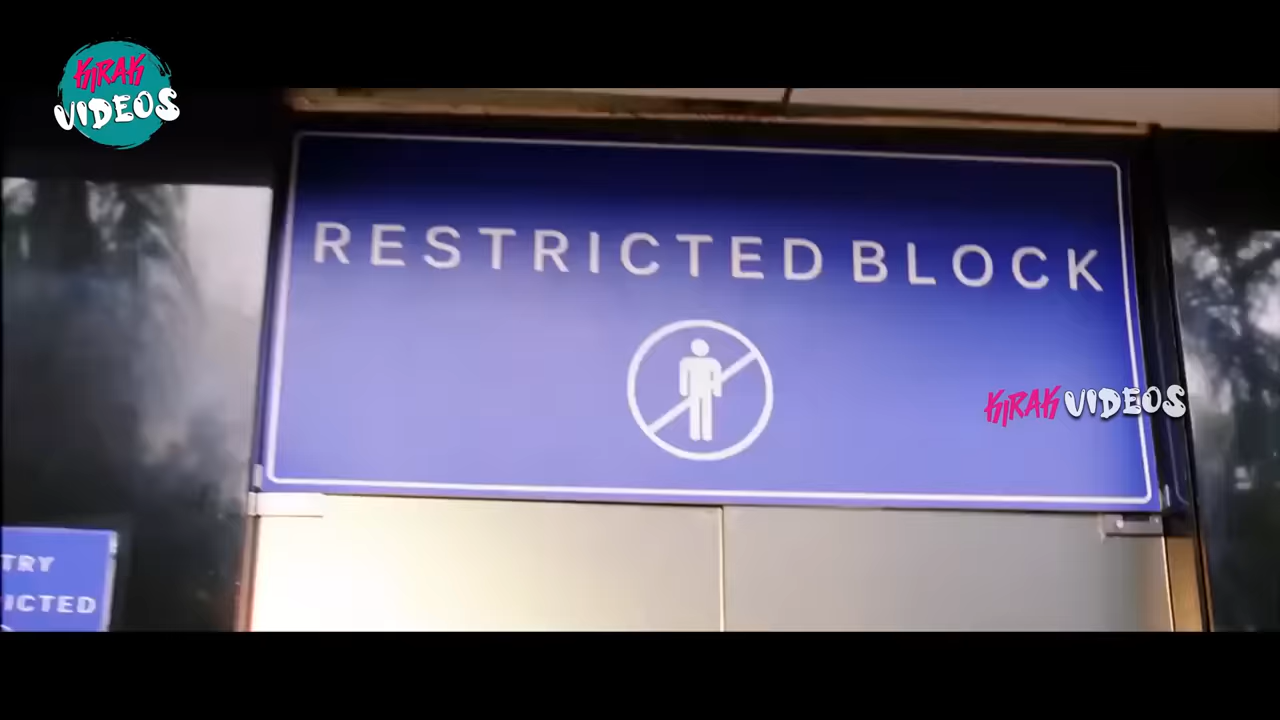 KIRAK
VIDEOS
RESTRICTED BLOCK
KIRAK VIDEOS
TRY
ICTED